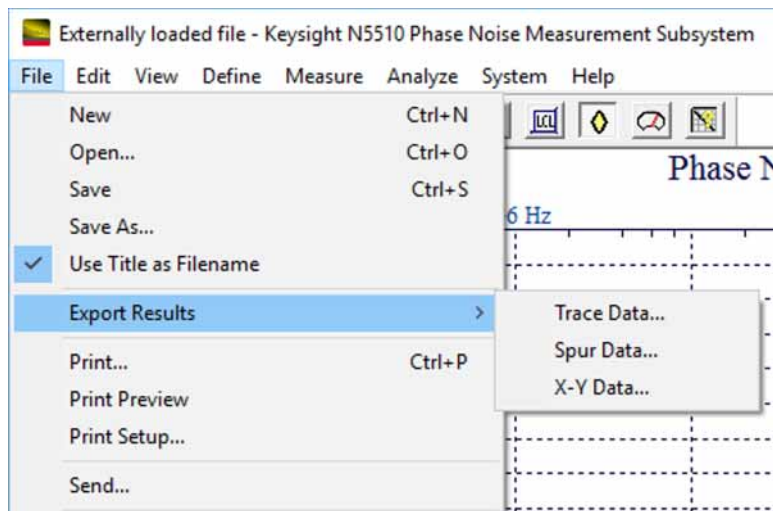 Externally loaded file - Keysight N5510 Phase Noise Measurement Subsystem
File Edit View Define Measure Analyze System Help
New Ctrl+N
Open... Ctrl+O
Save Ctrl+S
Save As...
Use Title as Filename
Export Results
Print... Ctrl+P
Print Preview
Print Setup...
Send...
LCL
Phase N
6 Hz
Trace Data...
Spur Data...
X-Y Data...